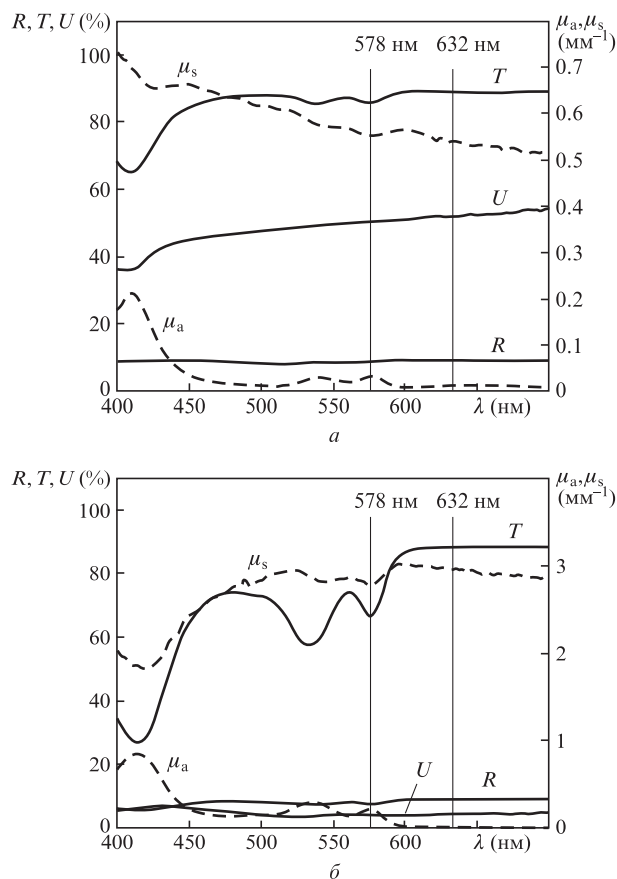 R, T, U (%)
μa, μs
(мм–1)
578 нм
632 нм
100
80
60
40
20
0
0.7
0.6
0.5
0.4
0.3
0.2
0.1
0
μs
T
U
μa
R
400
450
500
550
600
λ (нм)
а
R, T, U (%)
μa, μs
(мм–1)
578 нм
632 нм
100
80
60
40
20
0
3
2
1
0
μs
T
μa
U
R
400
450
500
550
600
λ (нм)
б